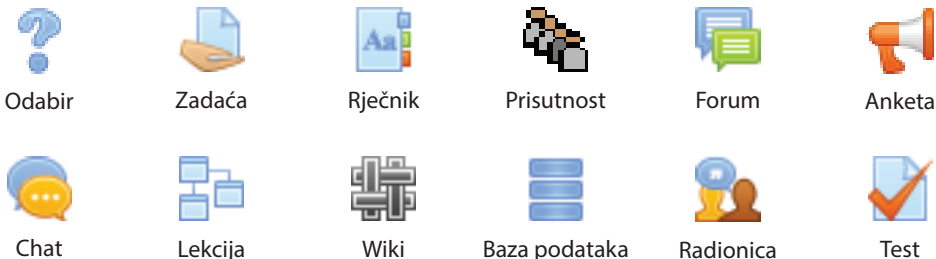 Odabir Zadaća Rječnik Prisutnost Forum Anketa
Chat Lekcija Wiki Baza podataka Radionica Test